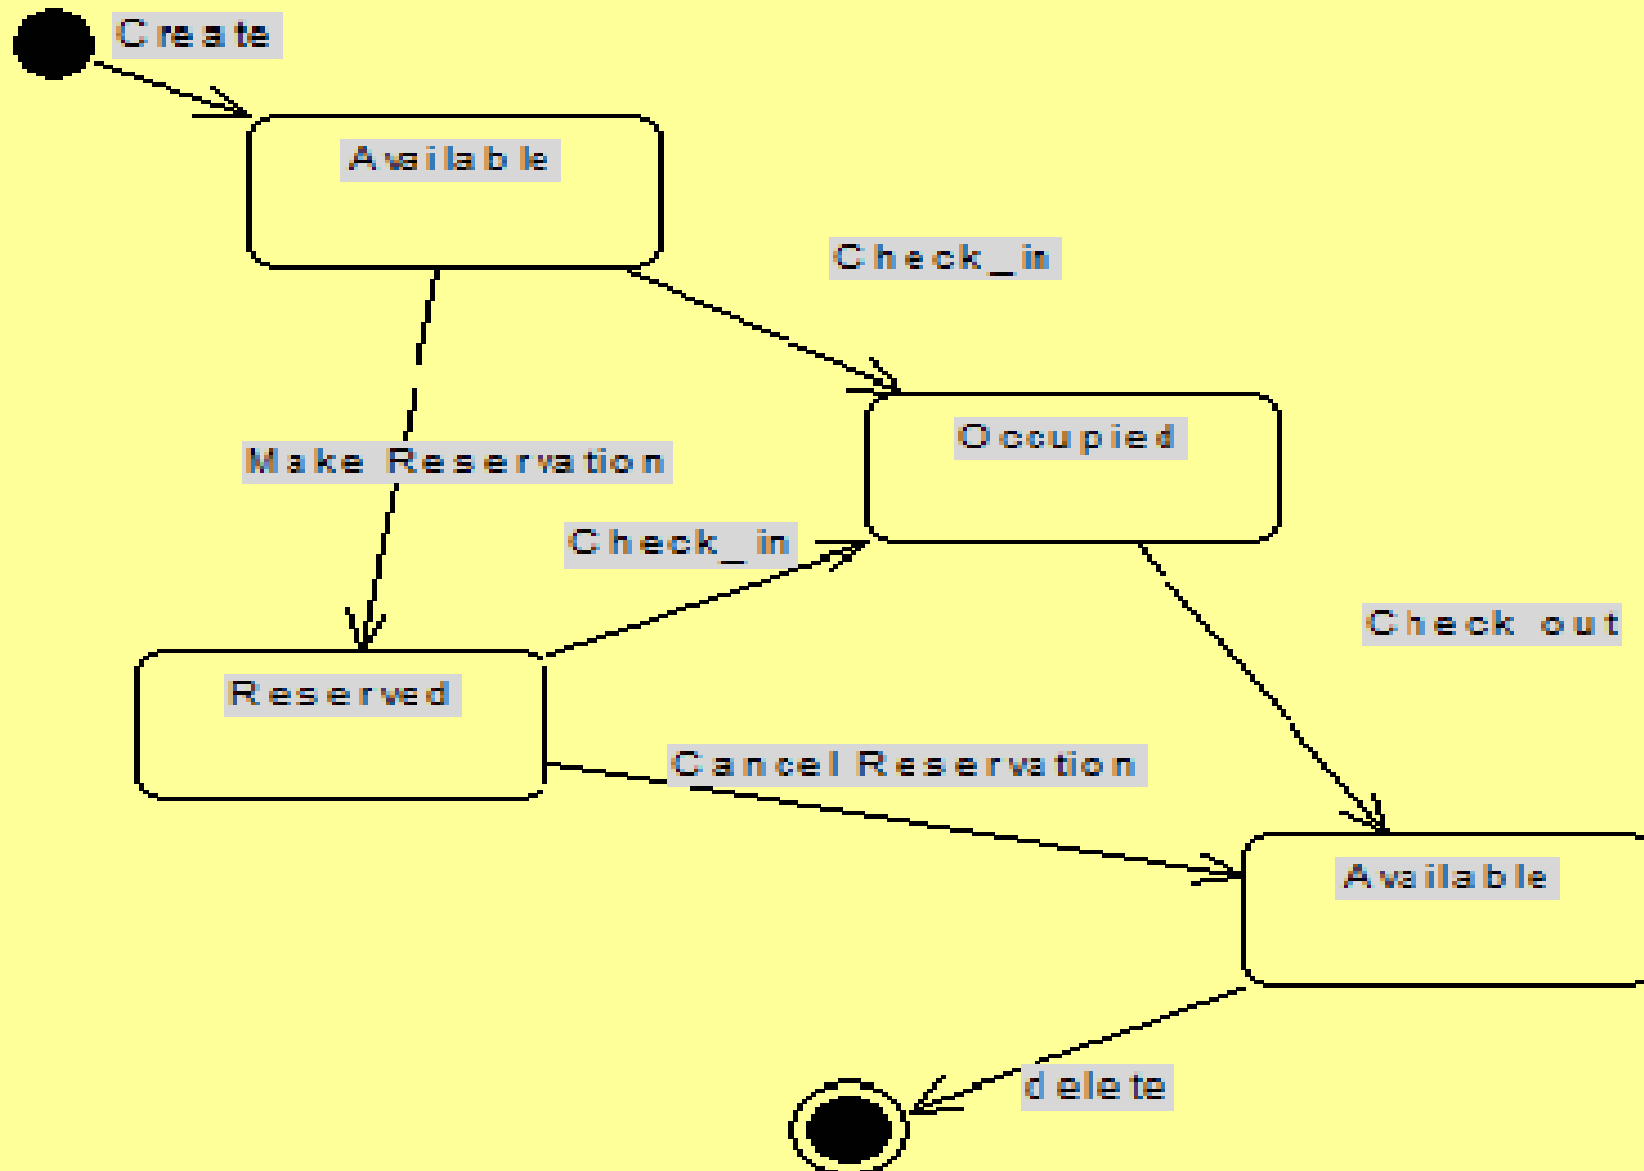 Create
Available
Check_in
Occupied
Make Reservation
Check_in
Check out
Reserved
Cancel Reservation
Available
delete